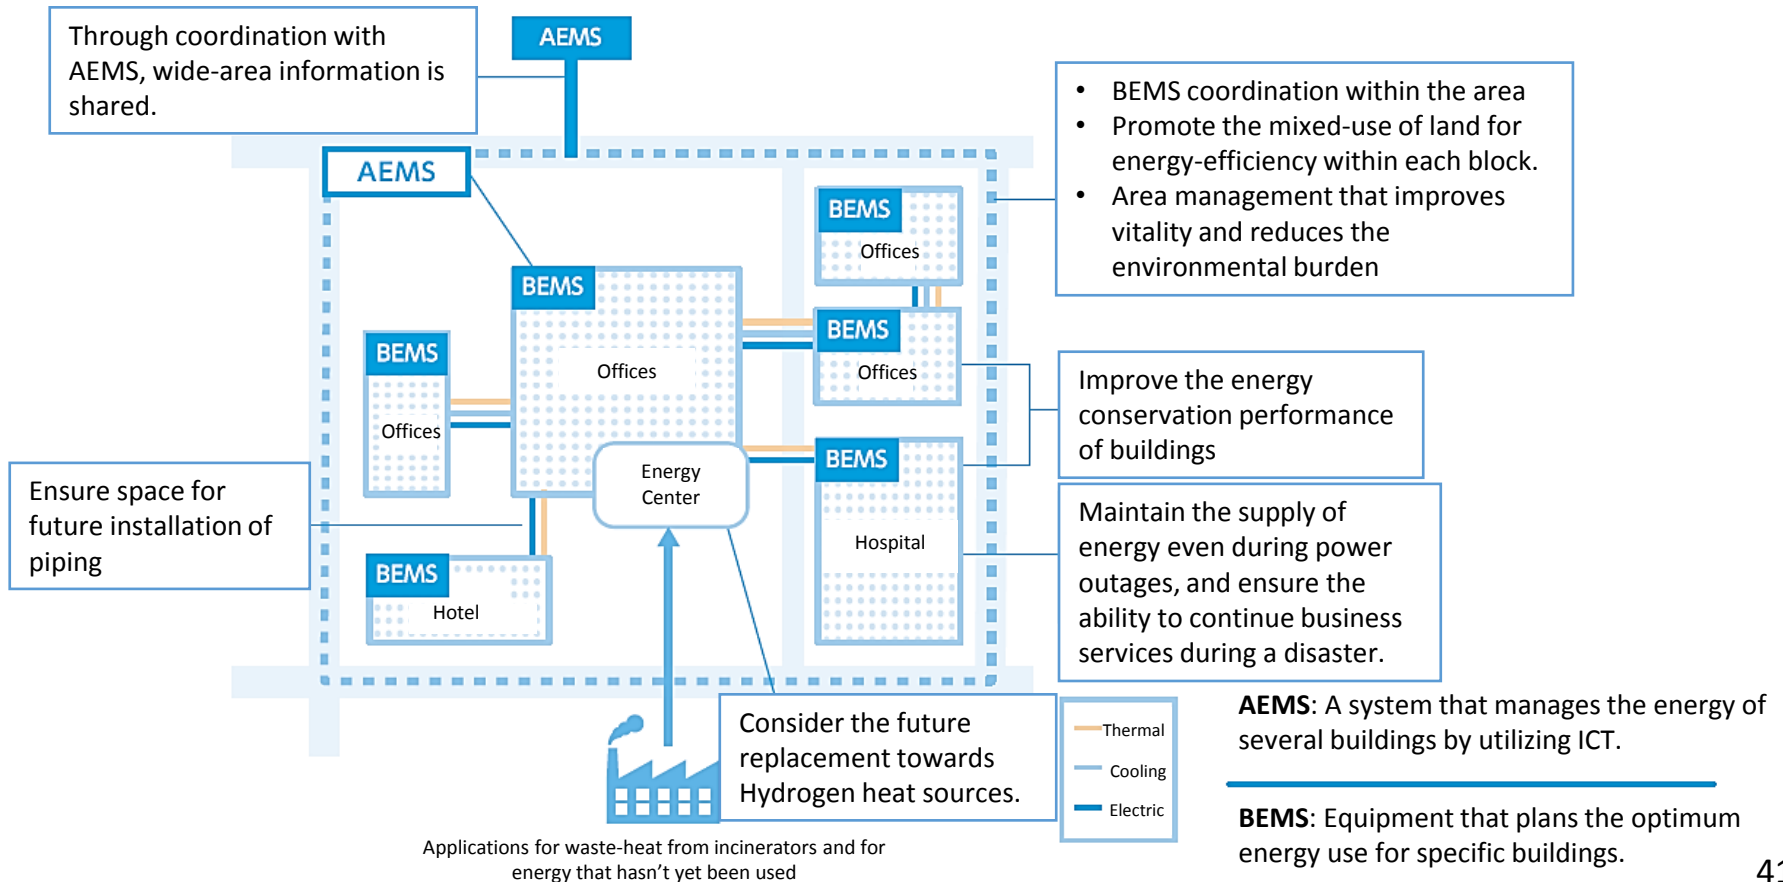 Through coordination with
AEMS, wide-area information is
shared.
AEMS
• BEMS coordination within the area
• Promote the mixed-use of land for
energy-efficiency within each block.
• Area management that improves
vitality and reduces the
environmental burden
AEMS
BEMS
Offices
BEMS
Offices
BEMS
Offices
BEMS
Offices
Improve the energy
conservation performance
of buildings
BEMS
Hospital
Energy
Center
Ensure space for
future installation of
piping
BEMS
Hotel
Maintain the supply of
energy even during power
outages, and ensure the
ability to continue business
services during a disaster.
Consider the future
replacement towards
Hydrogen heat sources.
Thermal
Cooling
Electric
AEMS: A system that manages the energy of
several buildings by utilizing ICT.
BEMS: Equipment that plans the optimum
energy use for specific buildings.
Applications for waste-heat from incinerators and for
energy that hasn’t yet been used
41